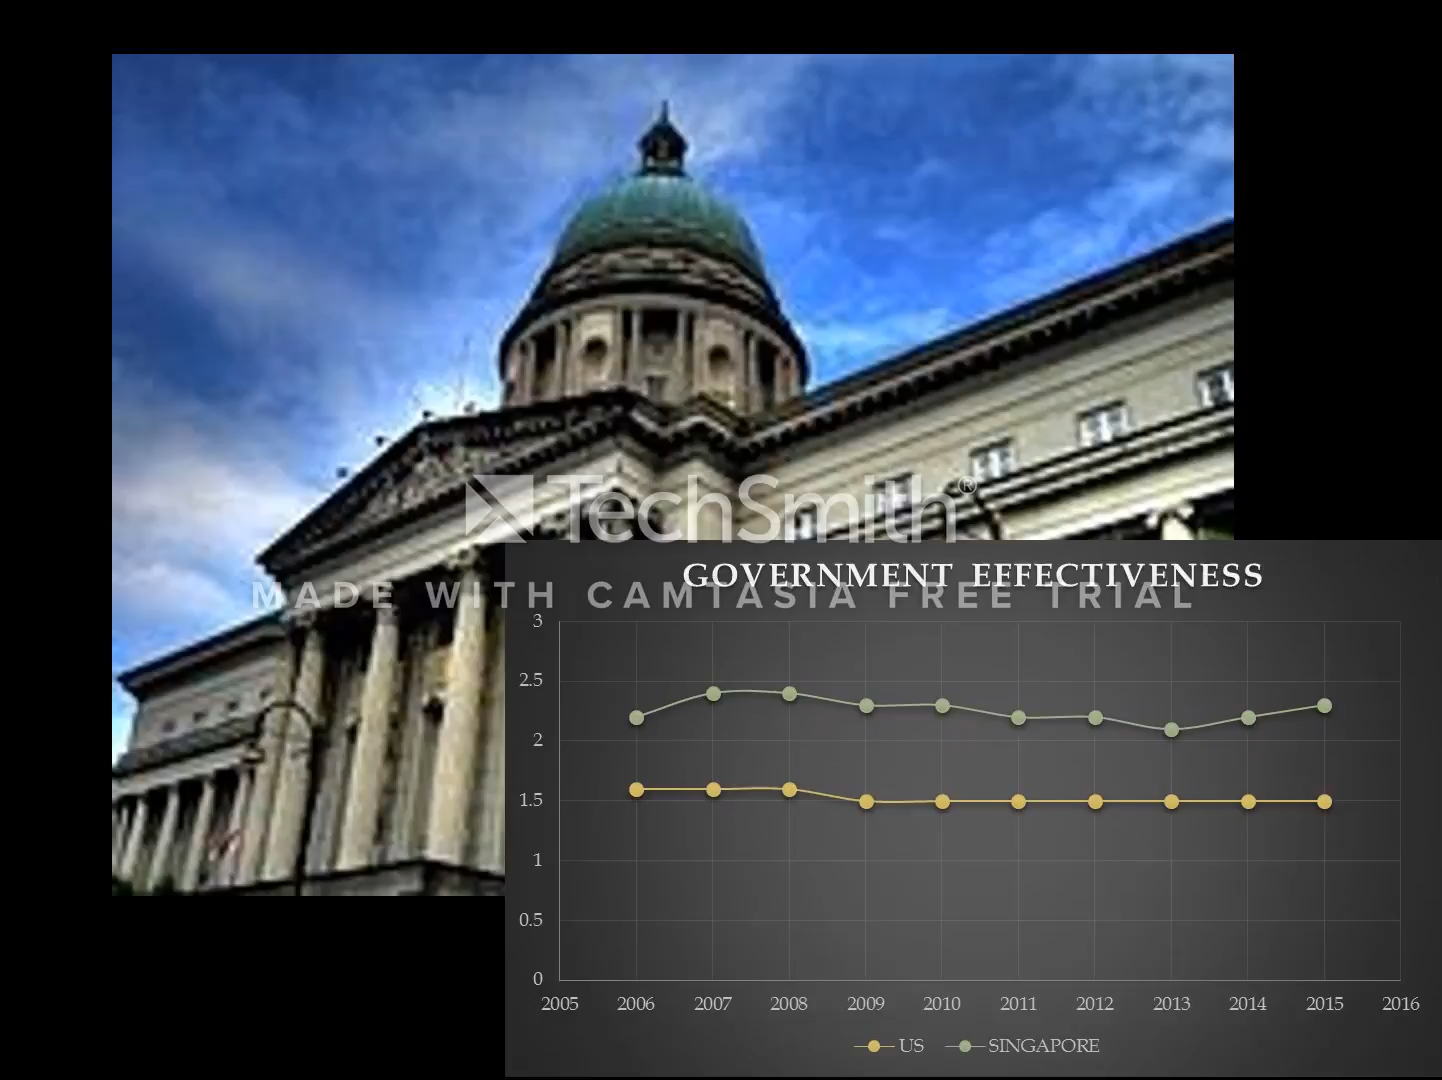 TechSmith®
GOVERNMENT EFFECTIVENESS
MADE WITH CAMTASIA FREE TRIAL
3
2.5
2
1.5
1
0.5
0
2005 2006 2007 2008 2009 2010 2011 2012 2013 2014 2015 2016
US SINGAPORE